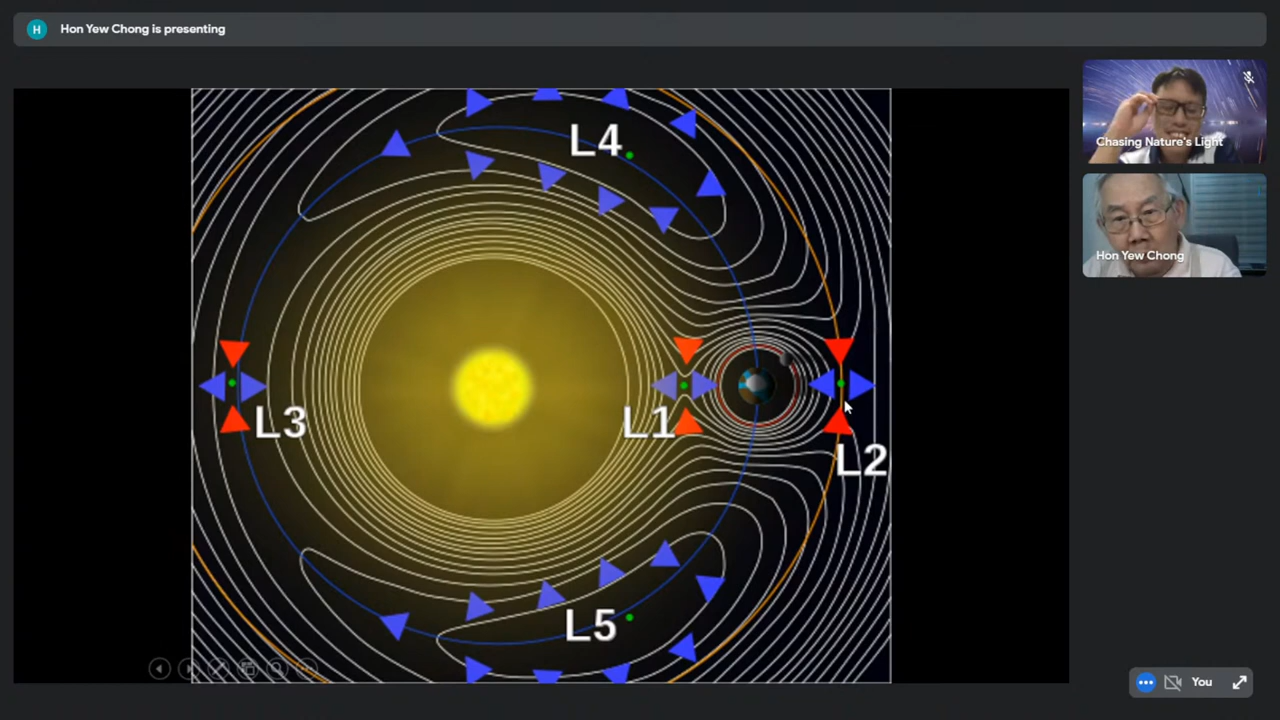 H
Hon Yew Chong is presenting
Chasing Nature's Light
Hon Yew Chong
L4
L3
L1
L2
L5
You